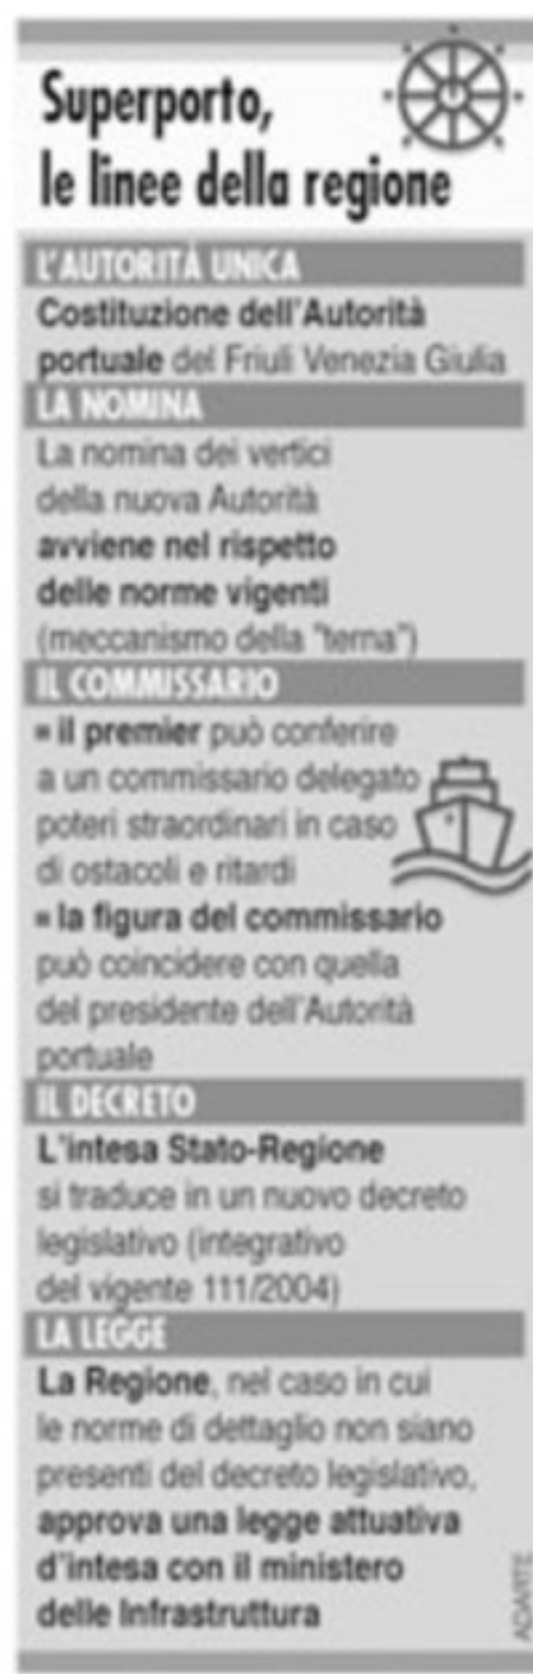 Superporto,
le linee della regione
L'AUTORITÀ UNICA
Costituzione dell'Autorità
portuale del Friuli Venezia Giulia
LA NOMINA
La nomina dei vertici
della nuova Autorità
avviene nel rispetto
delle norme vigenti
(meccanismo della "terna")
IL COMMISSARIO
▪ il premier può conferire
a un commissario delegato
poteri straordinari in caso
di ostacoli e ritardi
▪ la figura del commissario
può coincidere con quella
del presidente dell'Autorità
portuale
IL DECRETO
L'intesa Stato-Regione
si traduce in un nuovo decreto
legislativo (integrativo
del vigente 111/2004)
LA LEGGE
La Regione, nel caso in cui
le norme di dettaglio non siano
presenti del decreto legislativo,
approva una legge attuativa
d'intesa con il ministero
delle Infrastruttura
ADARTE